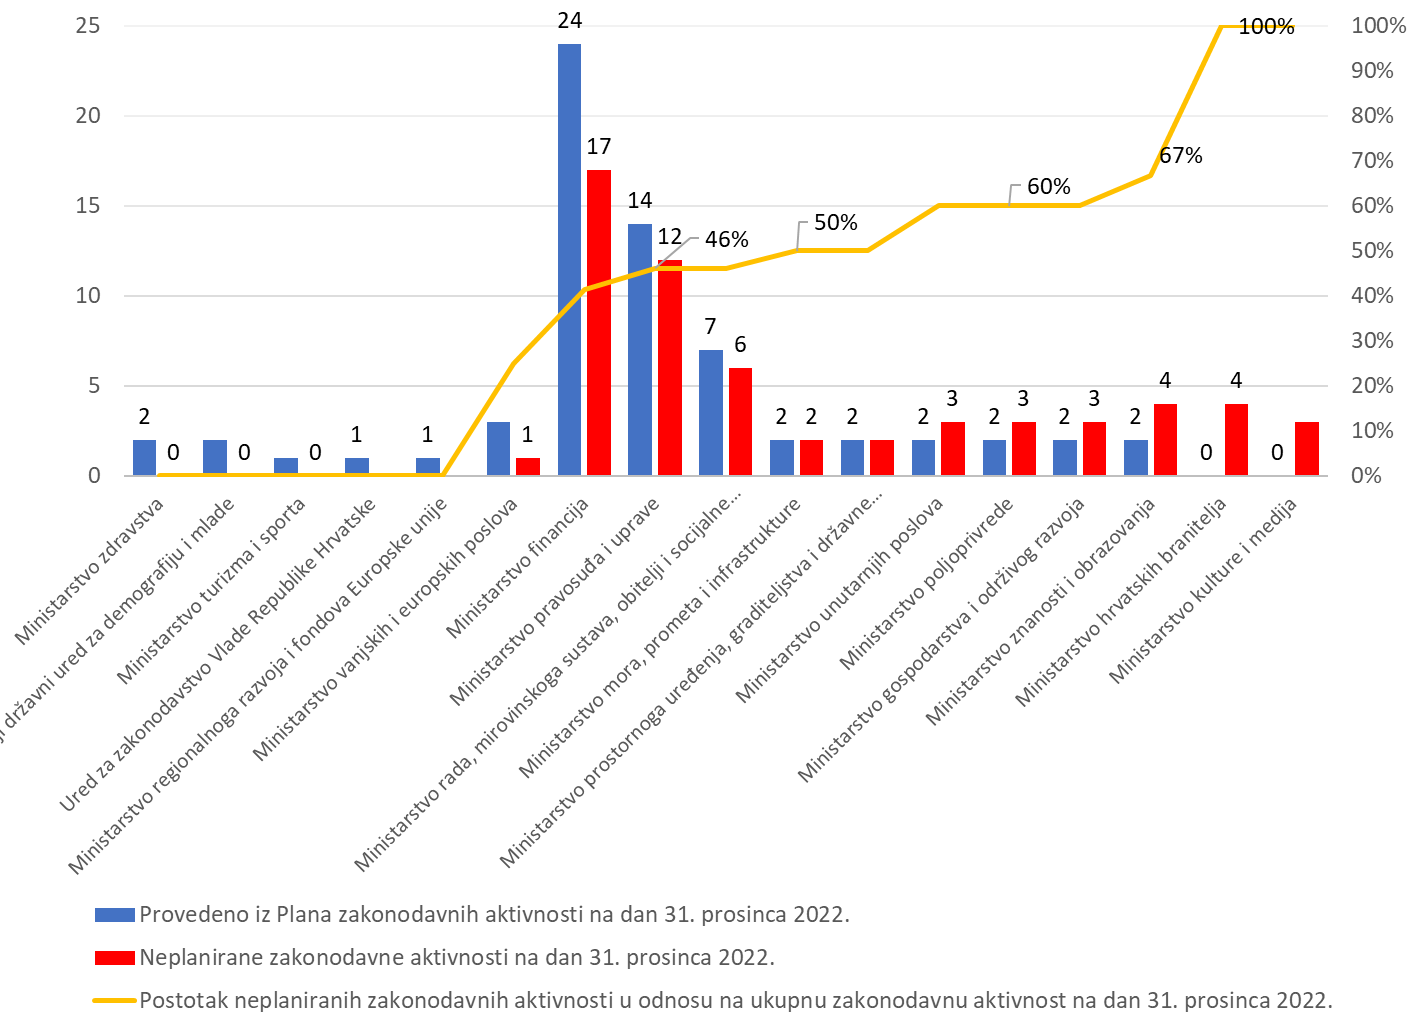 25
20
15
10
5
0
100%
90%
80%
70%
60%
50%
40%
30%
20%
10%
0%
2
0
0
0
1
1
1
24
17
14
12
7
6
2
2
2
2
3
2
3
2
3
2
4
0
4
0
46%
50%
60%
67%
100%
Ministarstvo zdravstva
državni ured za demografiju i mlade
Ministarstvo turizma i sporta
Ured za zakonodavstvo Vlade Republike Hrvatske
Ministarstvo regionalnoga razvoja i fondova Europske unije
Ministarstvo vanjskih i europskih poslova
Ministarstvo financija
Ministarstvo pravosuđa i uprave
Ministarstvo rada, mirovinskoga sustava, obitelji i socijalne...
Ministarstvo mora, prometa i infrastrukture
Ministarstvo prostornoga uređenja, graditeljstva i državne...
Ministarstvo unutarnjih poslova
Ministarstvo poljoprivrede
Ministarstvo gospodarstva i održivog razvoja
Ministarstvo znanosti i obrazovanja
Ministarstvo hrvatskih branitelja
Ministarstvo kulture i medija
Provedeno iz Plana zakonodavnih aktivnosti na dan 31. prosinca 2022.
Neplanirane zakonodavne aktivnosti na dan 31. prosinca 2022.
Postotak neplaniranih zakonodavnih aktivnosti u odnosu na ukupnu zakonodavnu aktivnost na dan 31. prosinca 2022.